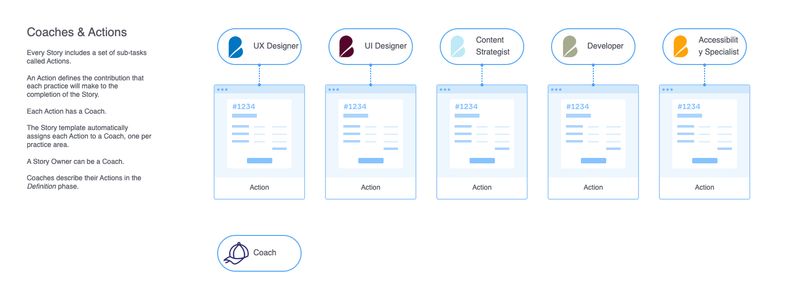 Coaches & Actions
Every Story includes a set of sub-tasks
called Actions.
An Action defines the contribution that
each practice will make to the
completion of the Story.
Each Action has a Coach.
The Story template automatically
assigns each Action to a Coach, one per
practice area.
A Story Owner can be a Coach.
Coaches describe their Actions in the
Definition phase.
UX Designer
UI Designer
Content
Strategist
Developer
Accessibilit
y Specialist
#1234
#1234
#1234
#1234
#1234
Action
Action
Action
Action
Action
Coach